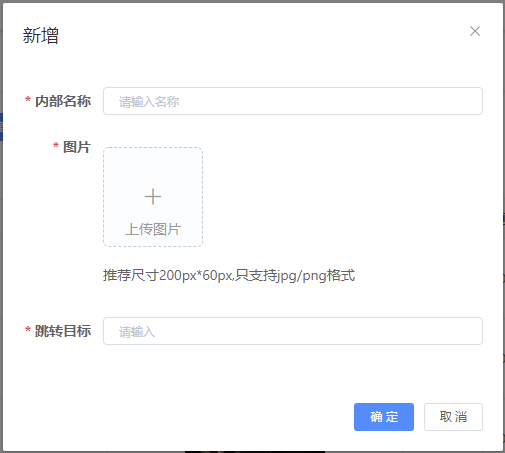 新增
* 内部名称 请输入名称
* 图片
上传图片
推荐尺寸200px*60px,只支持jpg/png格式
* 跳转目标 请输入
确定 取消